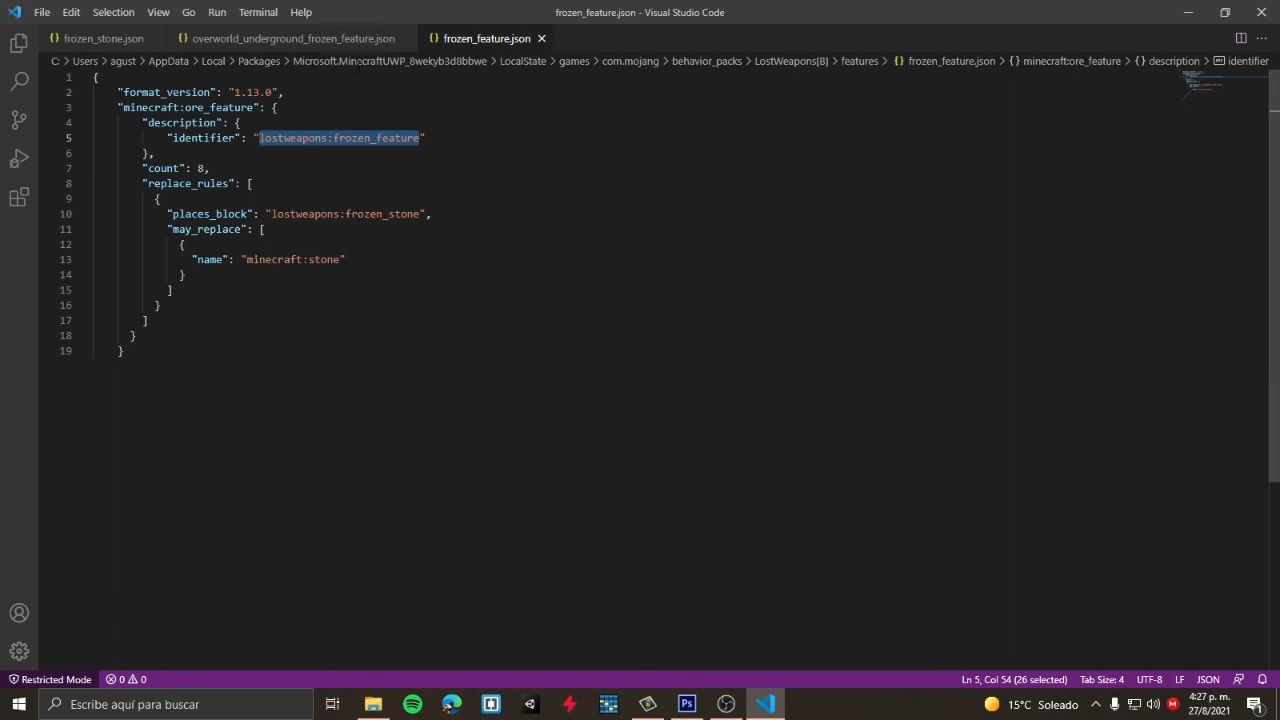 File Edit Selection View Go Run Terminal Help frozen_feature.json - Visual Studio Code
frozen_stone.json overworld_underground_frozen_feature.json frozen_feature.json
C: > Users > agust > AppData > Local > Packages > Microsoft.MinecraftUWP_8wekyb3d8bbwe > LocalState > games > com.mojang > behavior_packs > LostWeapons[B] > features > {} frozen_feature.json > {} minecraft:ore_feature > {} description > identifier
1 {
2 "format_version": "1.13.0",
3 "minecraft:ore_feature": {
4 "description": {
5 "identifier": "lostweapons:frozen_feature"
6 },
7 "count": 8,
8 "replace_rules": [
9 {
10 "places_block": "lostweapons:frozen_stone",
11 "may_replace": [
12 {
13 "name": "minecraft:stone"
14 }
15 ]
16 }
17 ]
18 }
19 }
Restricted Mode 0 0 Ln 5, Col 54 (26 selected) Tab Size: 4 UTF-8 LF JSON
Escribe aquí para buscar Ps 15°C Soleado 4:27 p. m.
27/8/2021 1